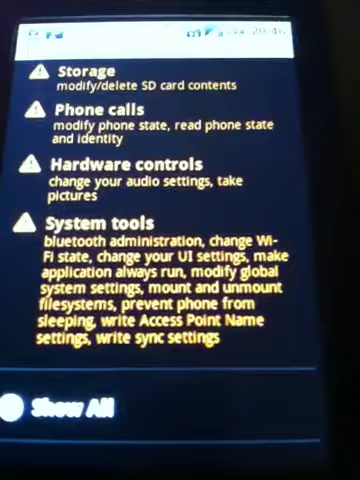 20:46
Storage
modify/delete SD card contents
Phone calls
modify phone state, read phone state
and identity
Hardware controls
change your audio settings, take
pictures
System tools
bluetooth administration, change Wi-
Fi state, change your UI settings, make
application always run, modify global
system settings, mount and unmount
filesystems, prevent phone from
sleeping, write Access Point Name
settings, write sync settings
Show All